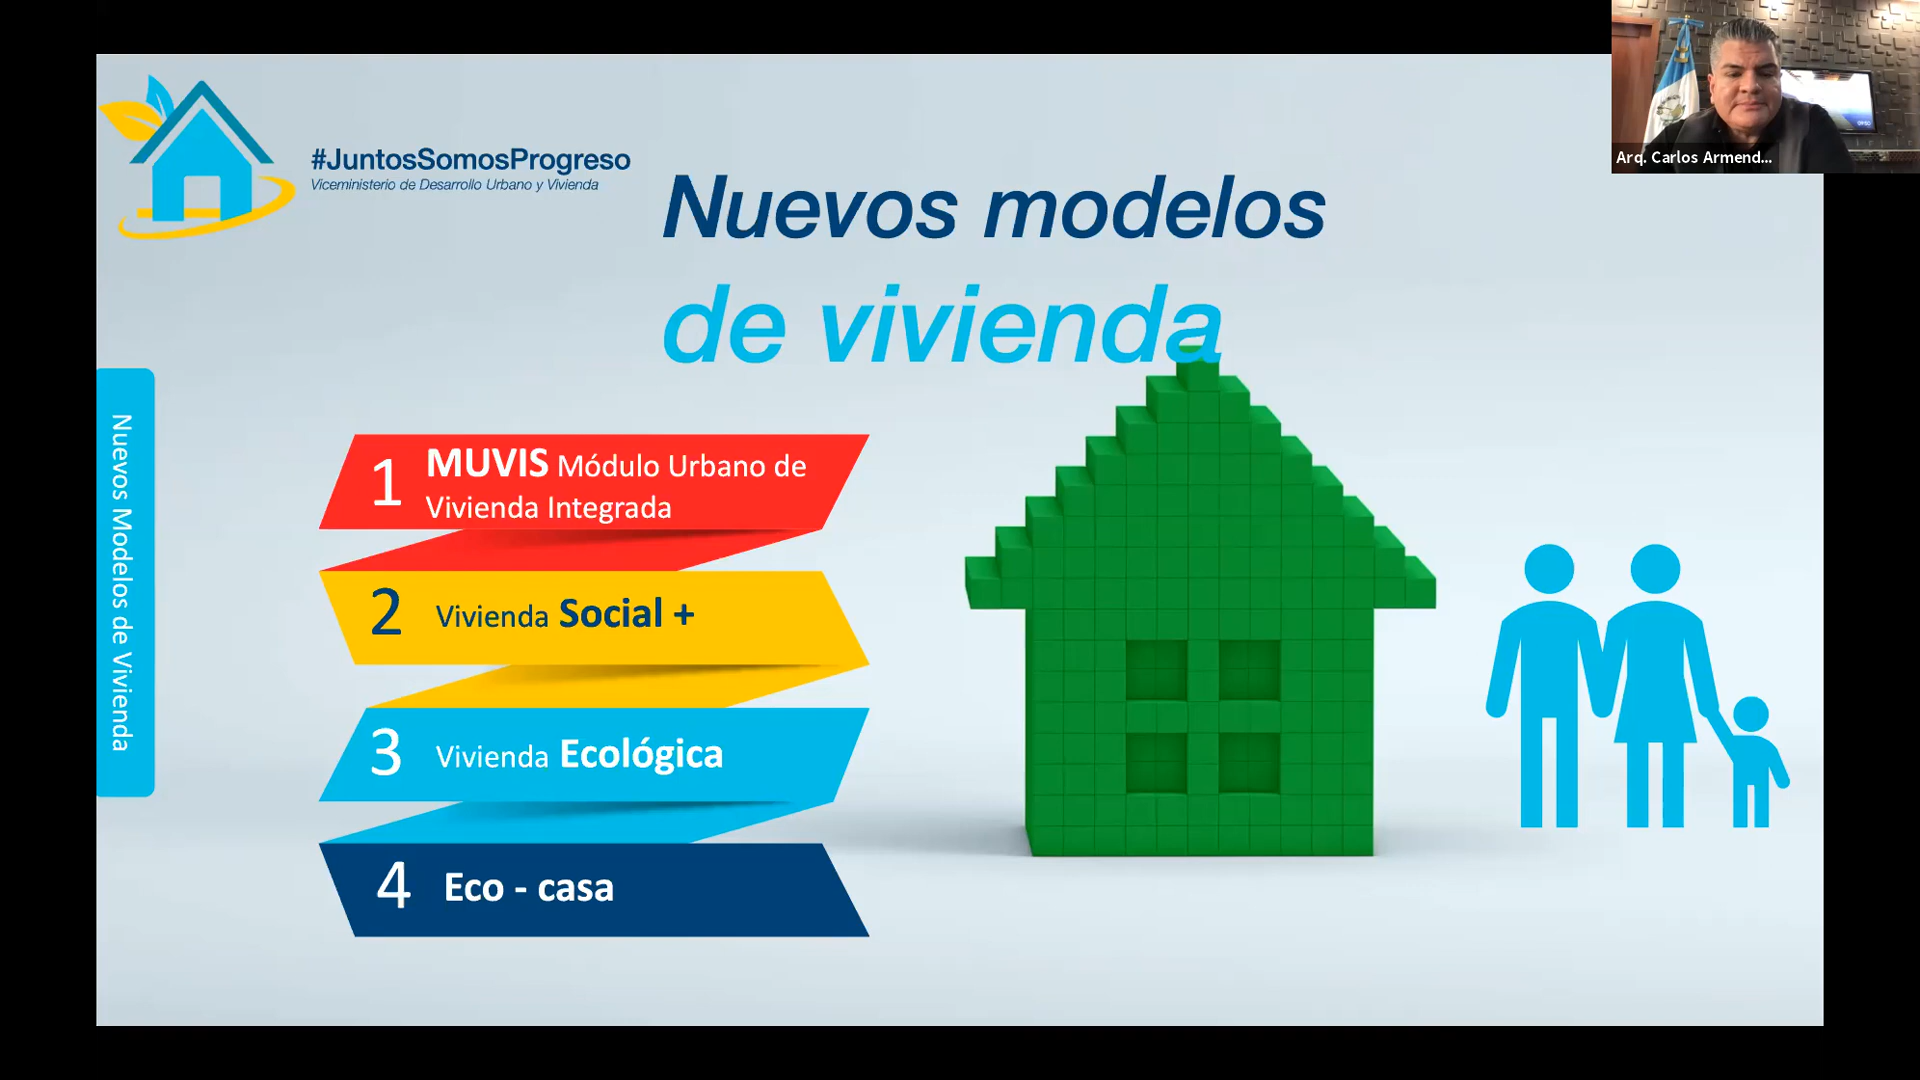 #JuntosSomosProgreso
Viceministerio de Desarrollo Urbano y Vivienda
Nuevos modelos
de vivienda
Arq. Carlos Armend...
Nuevos Modelos de Vivienda
1 MUVIS Módulo Urbano de
Vivienda Integrada
2 Vivienda Social +
3 Vivienda Ecológica
4 Eco - casa